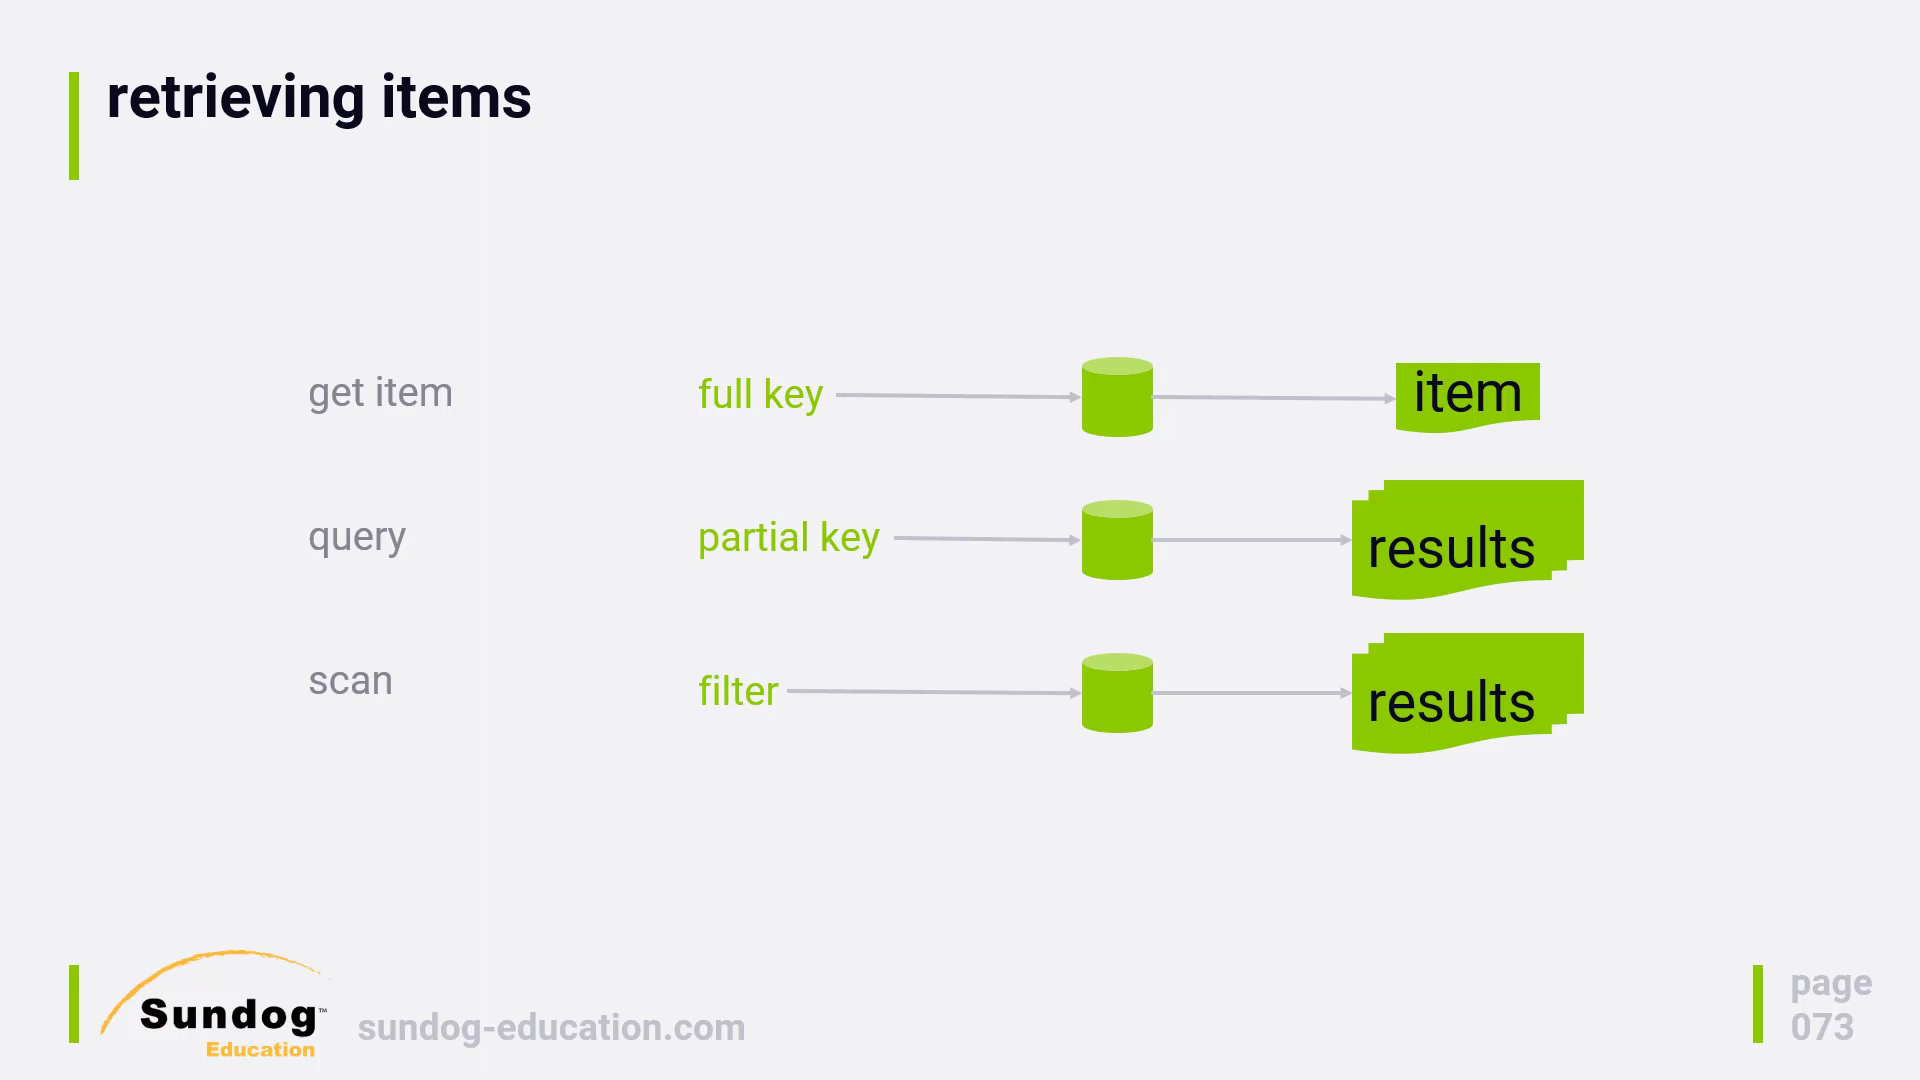 retrieving items
get item
full key
item
query
partial key
results
scan
filter
results
Sundog™
Education
sundog-education.com
page
073